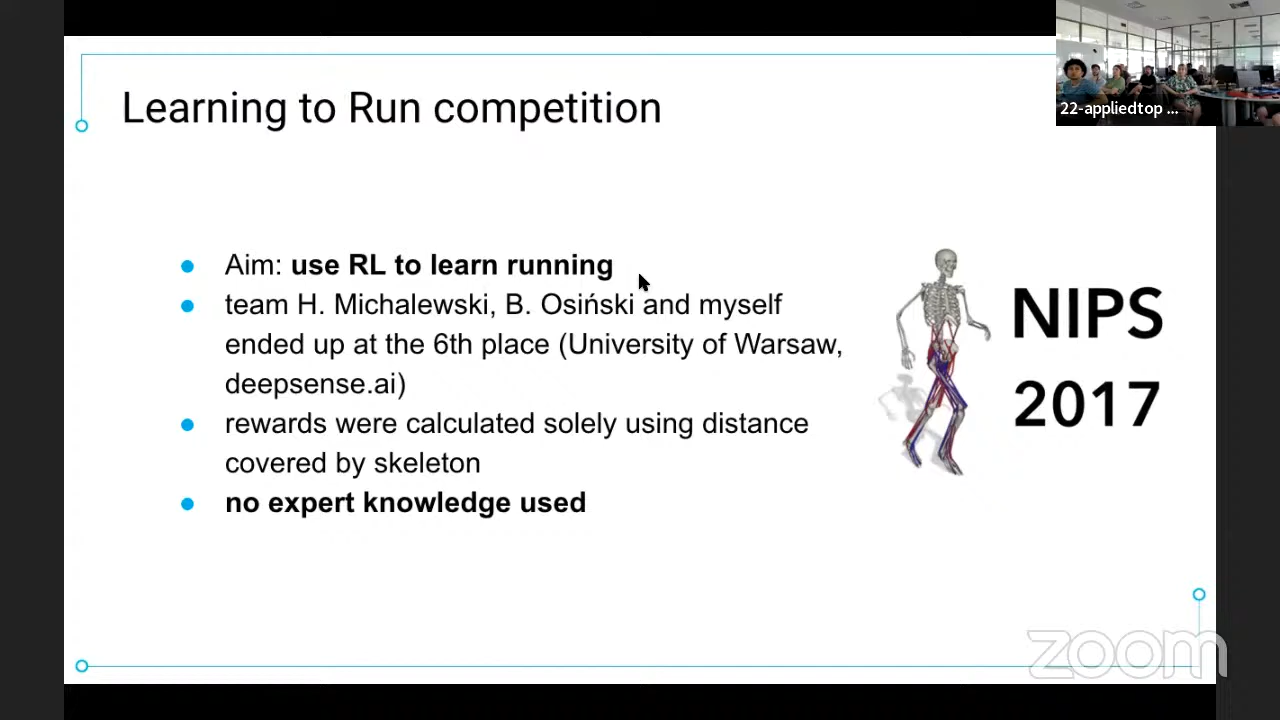 22-appliedtop ...
Learning to Run competition
Aim: use RL to learn running
team H. Michalewski, B. Osiński and myself
ended up at the 6th place (University of Warsaw,
deepsense.ai)
rewards were calculated solely using distance
covered by skeleton
no expert knowledge used
NIPS
2017
zoom